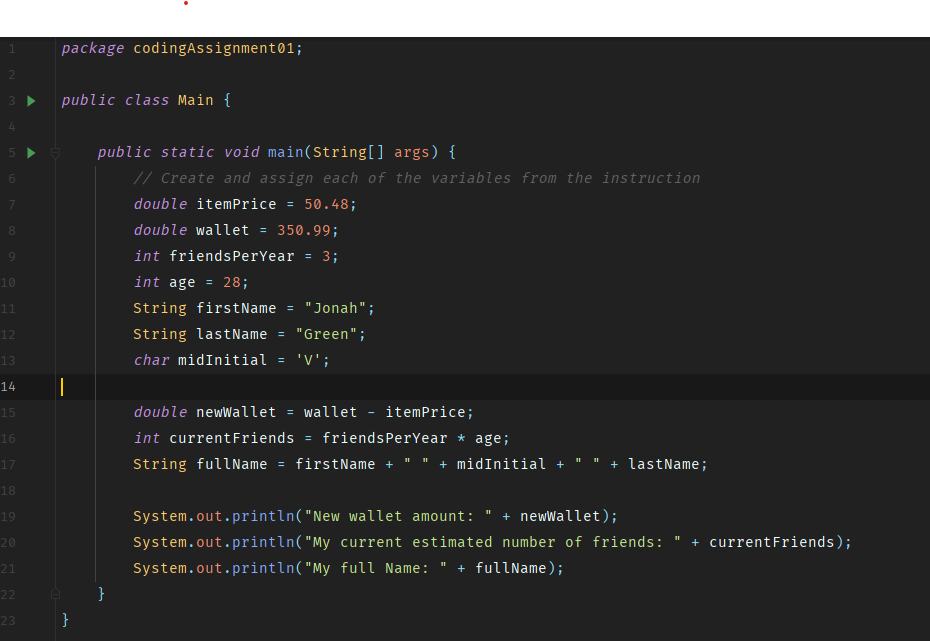 1 package codingAssignment01;
2
3 public class Main {
4
5 public static void main(String[] args) {
6 // Create and assign each of the variables from the instruction
7 double itemPrice = 50.48;
8 double wallet = 350.99;
9 int friendsPerYear = 3;
10 int age = 28;
11 String firstName = "Jonah";
12 String lastName = "Green";
13 char midInitial = 'V';
14
15 double newWallet = wallet - itemPrice;
16 int currentFriends = friendsPerYear * age;
17 String fullName = firstName + " " + midInitial + " " + lastName;
18
19 System.out.println("New wallet amount: " + newWallet);
20 System.out.println("My current estimated number of friends: " + currentFriends);
21 System.out.println("My full Name: " + fullName);
22 }
23 }